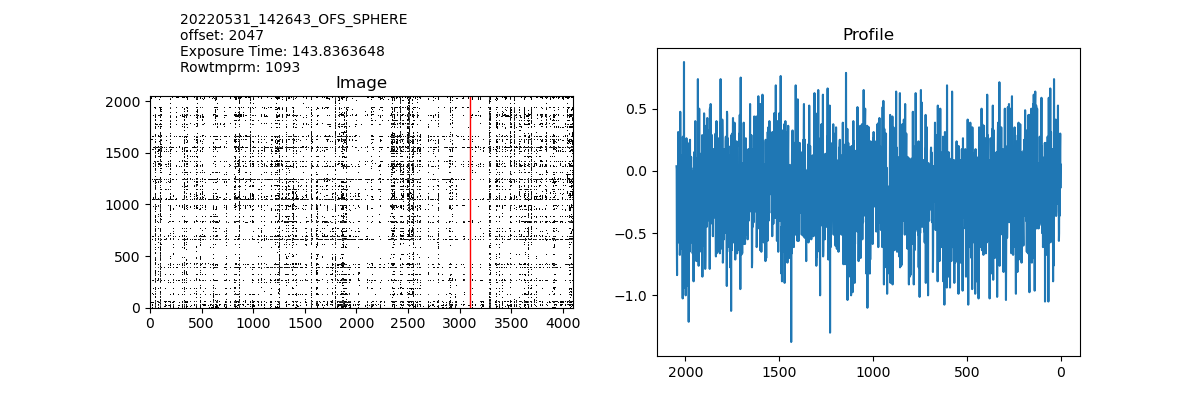 20220531_142643_OFS_SPHERE
offset: 2047
Exposure Time: 143.8363648
Rowtmprm: 1093
Image
2000
1500
1000
500
0
0 500 1000 1500 2000 2500 3000 3500 4000
Profile
0.5
0.0
−0.5
−1.0
2000 1500 1000 500 0